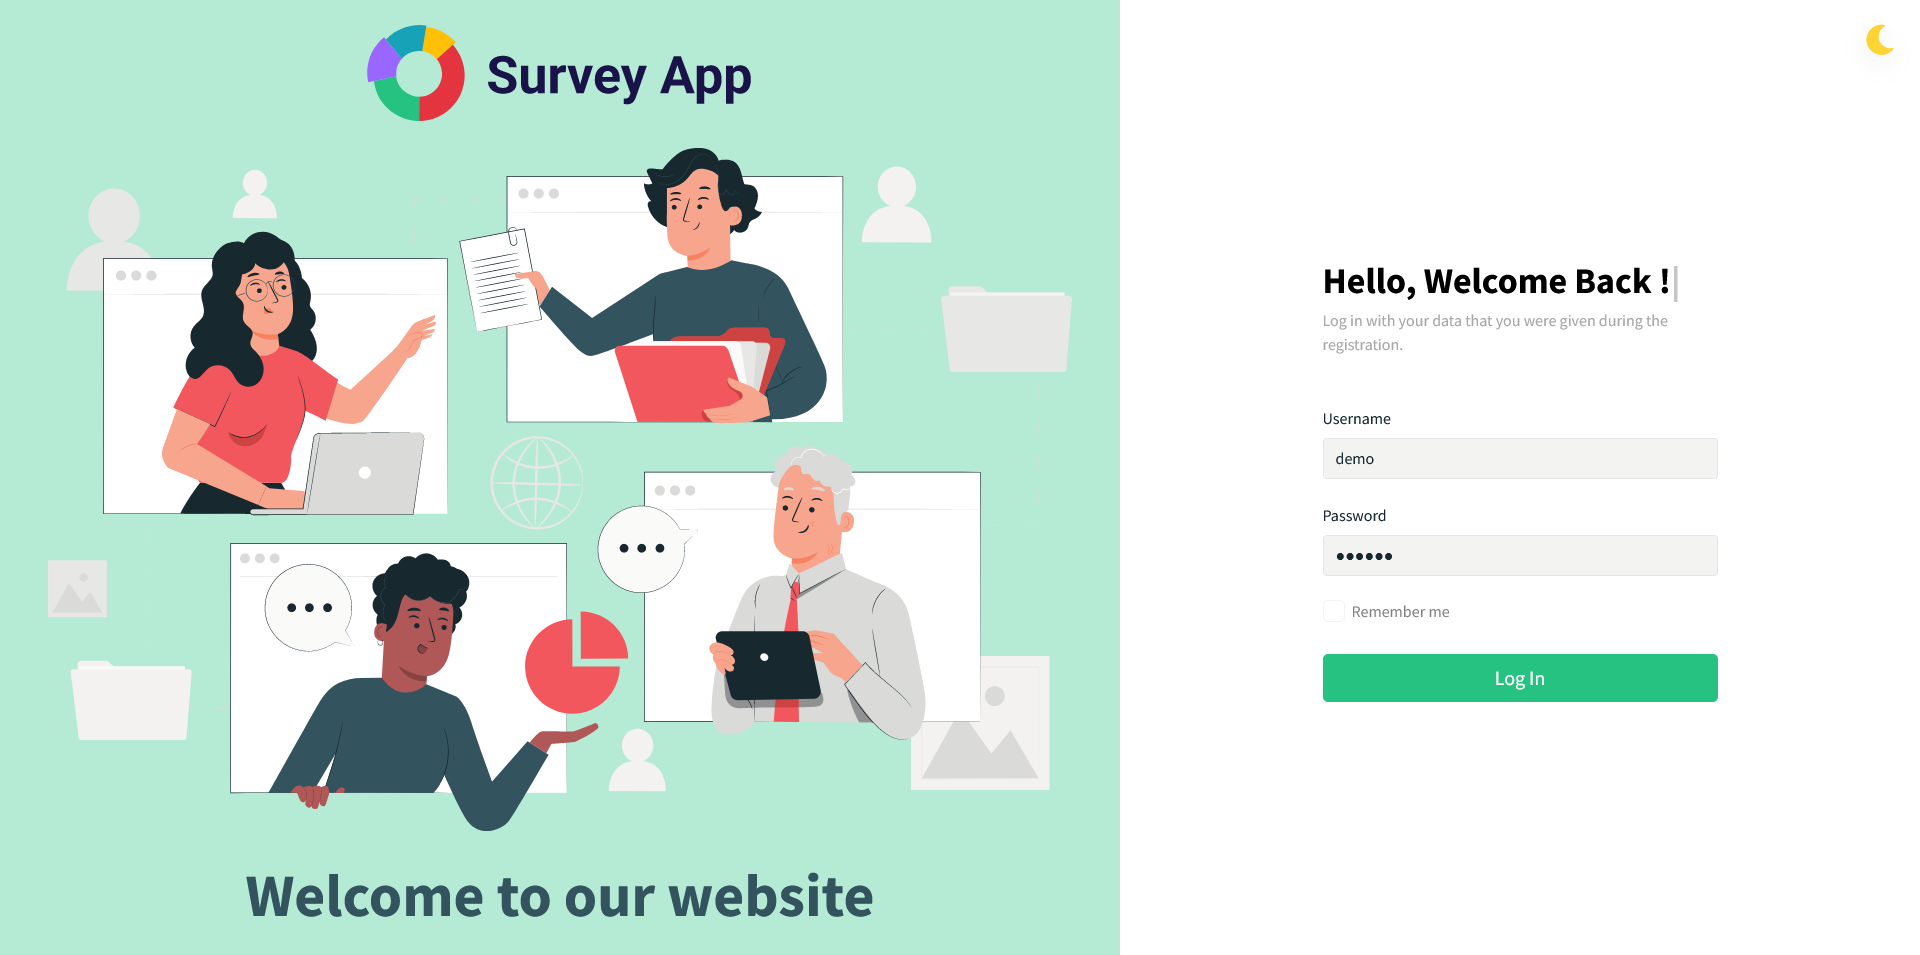 Survey App
Welcome to our website
Hello, Welcome Back !
Log in with your data that you were given during the
registration.
Username
demo
Password
••••••
Remember me
Log In